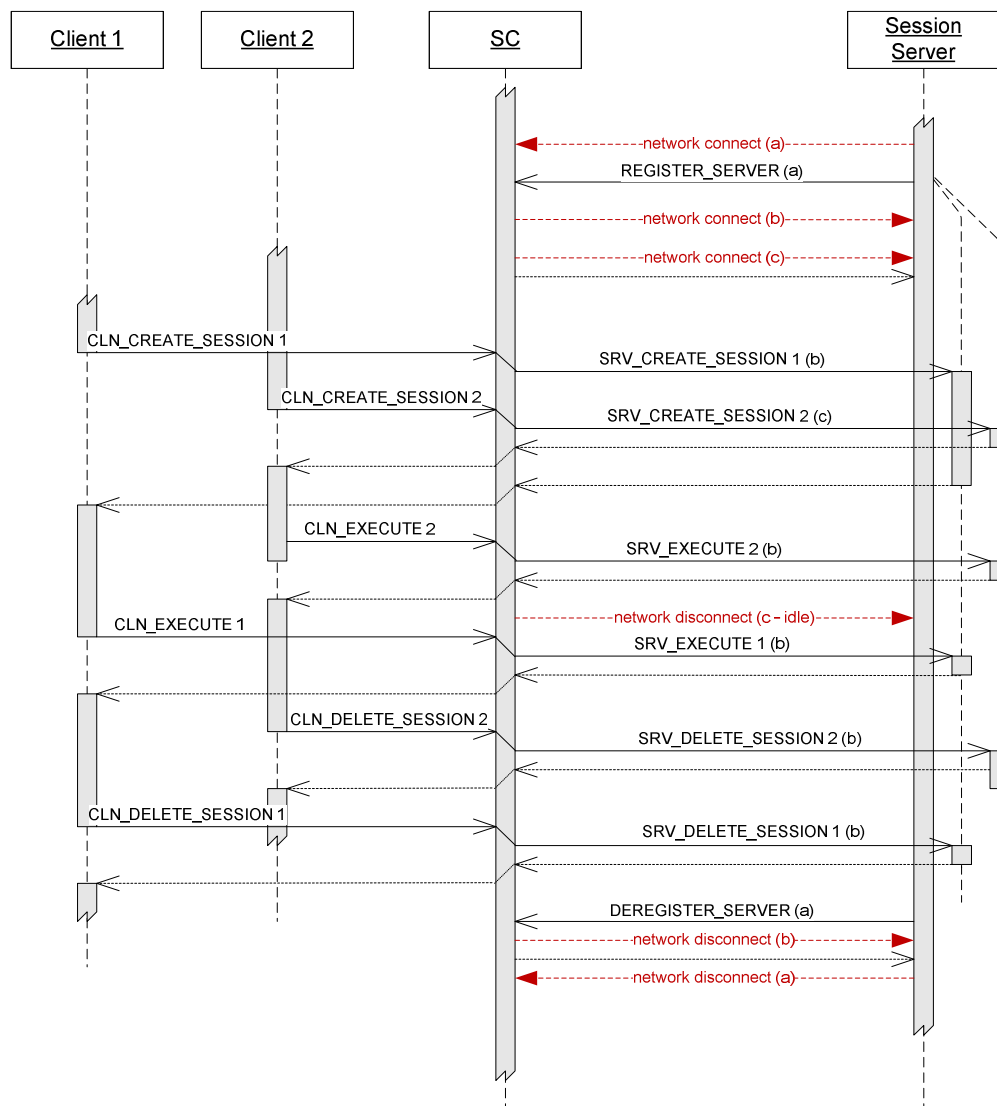 Client 1
Client 2
SC
Session
Server
network connect (a)
REGISTER_SERVER (a)
network connect (b)
network connect (c)
CLN_CREATE_SESSION 1
SRV_CREATE_SESSION 1 (b)
CLN_CREATE_SESSION 2
SRV_CREATE_SESSION 2 (c)
CLN_EXECUTE 2
SRV_EXECUTE 2 (b)
network disconnect (c - idle)
CLN_EXECUTE 1
SRV_EXECUTE 1 (b)
CLN_DELETE_SESSION 2
SRV_DELETE_SESSION 2 (b)
CLN_DELETE_SESSION 1
SRV_DELETE_SESSION 1 (b)
DEREGISTER_SERVER (a)
network disconnect (b)
network disconnect (a)